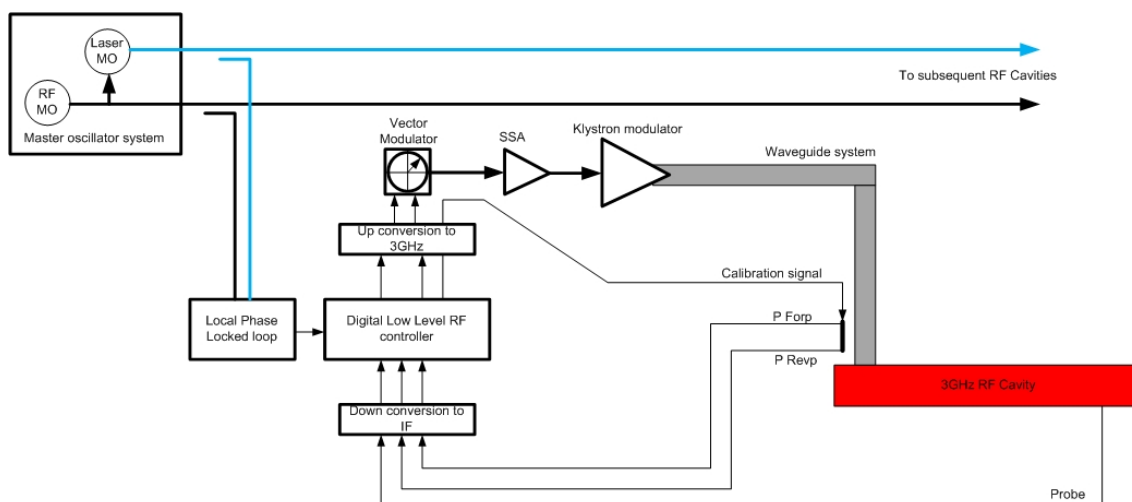 Laser
MO
RF
MO
Master oscillator system
To subsequent RF Cavities
Vector
Modulator
SSA
Klystron modulator
Waveguide system
Up conversion to
3GHz
Calibration signal
Local Phase
Locked loop
Digital Low Level RF
controller
P Forp
P Revp
3GHz RF Cavity
Down conversion to
IF
Probe